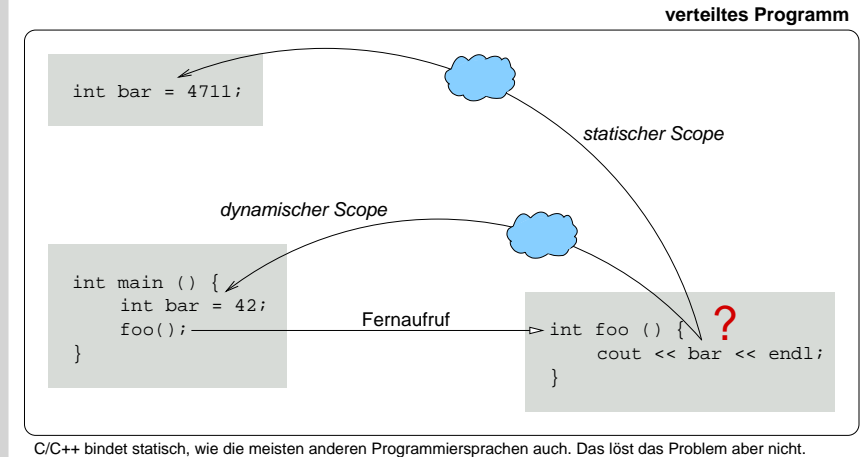 verteiltes Programm
int bar = 4711;
statischer Scope
dynamischer Scope
int main () {
int bar = 42;
foo();
}
Fernaufruf
?
int foo () {
cout << bar << endl;
}
C/C++ bindet statisch, wie die meisten anderen Programmiersprachen auch. Das löst das Problem aber nicht.